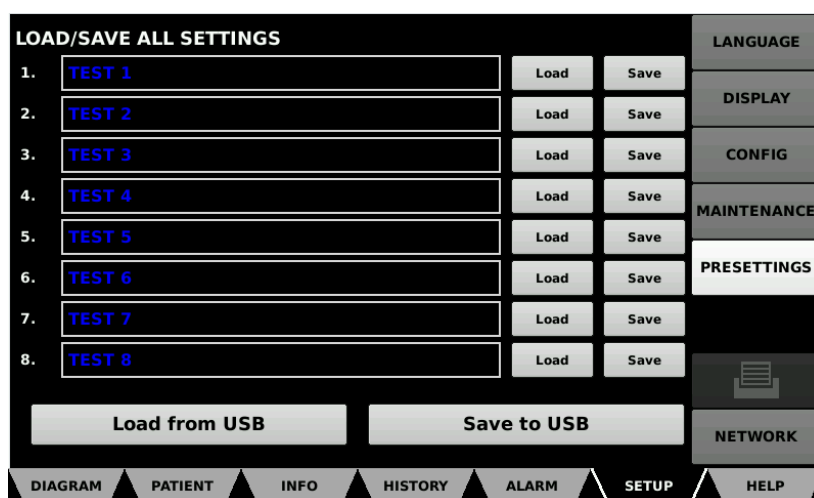 LOAD/SAVE ALL SETTINGS
1. TEST 1 Load Save
2. TEST 2 Load Save
3. TEST 3 Load Save
4. TEST 4 Load Save
5. TEST 5 Load Save
6. TEST 6 Load Save
7. TEST 7 Load Save
8. TEST 8 Load Save
Load from USB Save to USB
LANGUAGE
DISPLAY
CONFIG
MAINTENANCE
PRESETTINGS
NETWORK
DIAGRAM PATIENT INFO HISTORY ALARM SETUP HELP